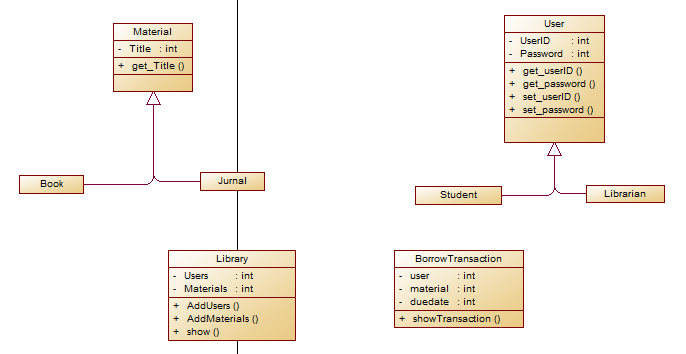 Material
- Title : int
+ get_Title ()
User
- UserID : int
- Password : int
+ get_userID ()
+ get_password ()
+ set_userID ()
+ set_password ()
Book
Jurnal
Student
Librarian
Library
- Users : int
- Materials : int
+ AddUsers ()
+ AddMaterials ()
+ show ()
BorrowTransaction
- user : int
- material : int
- duedate : int
+ showTransaction ()